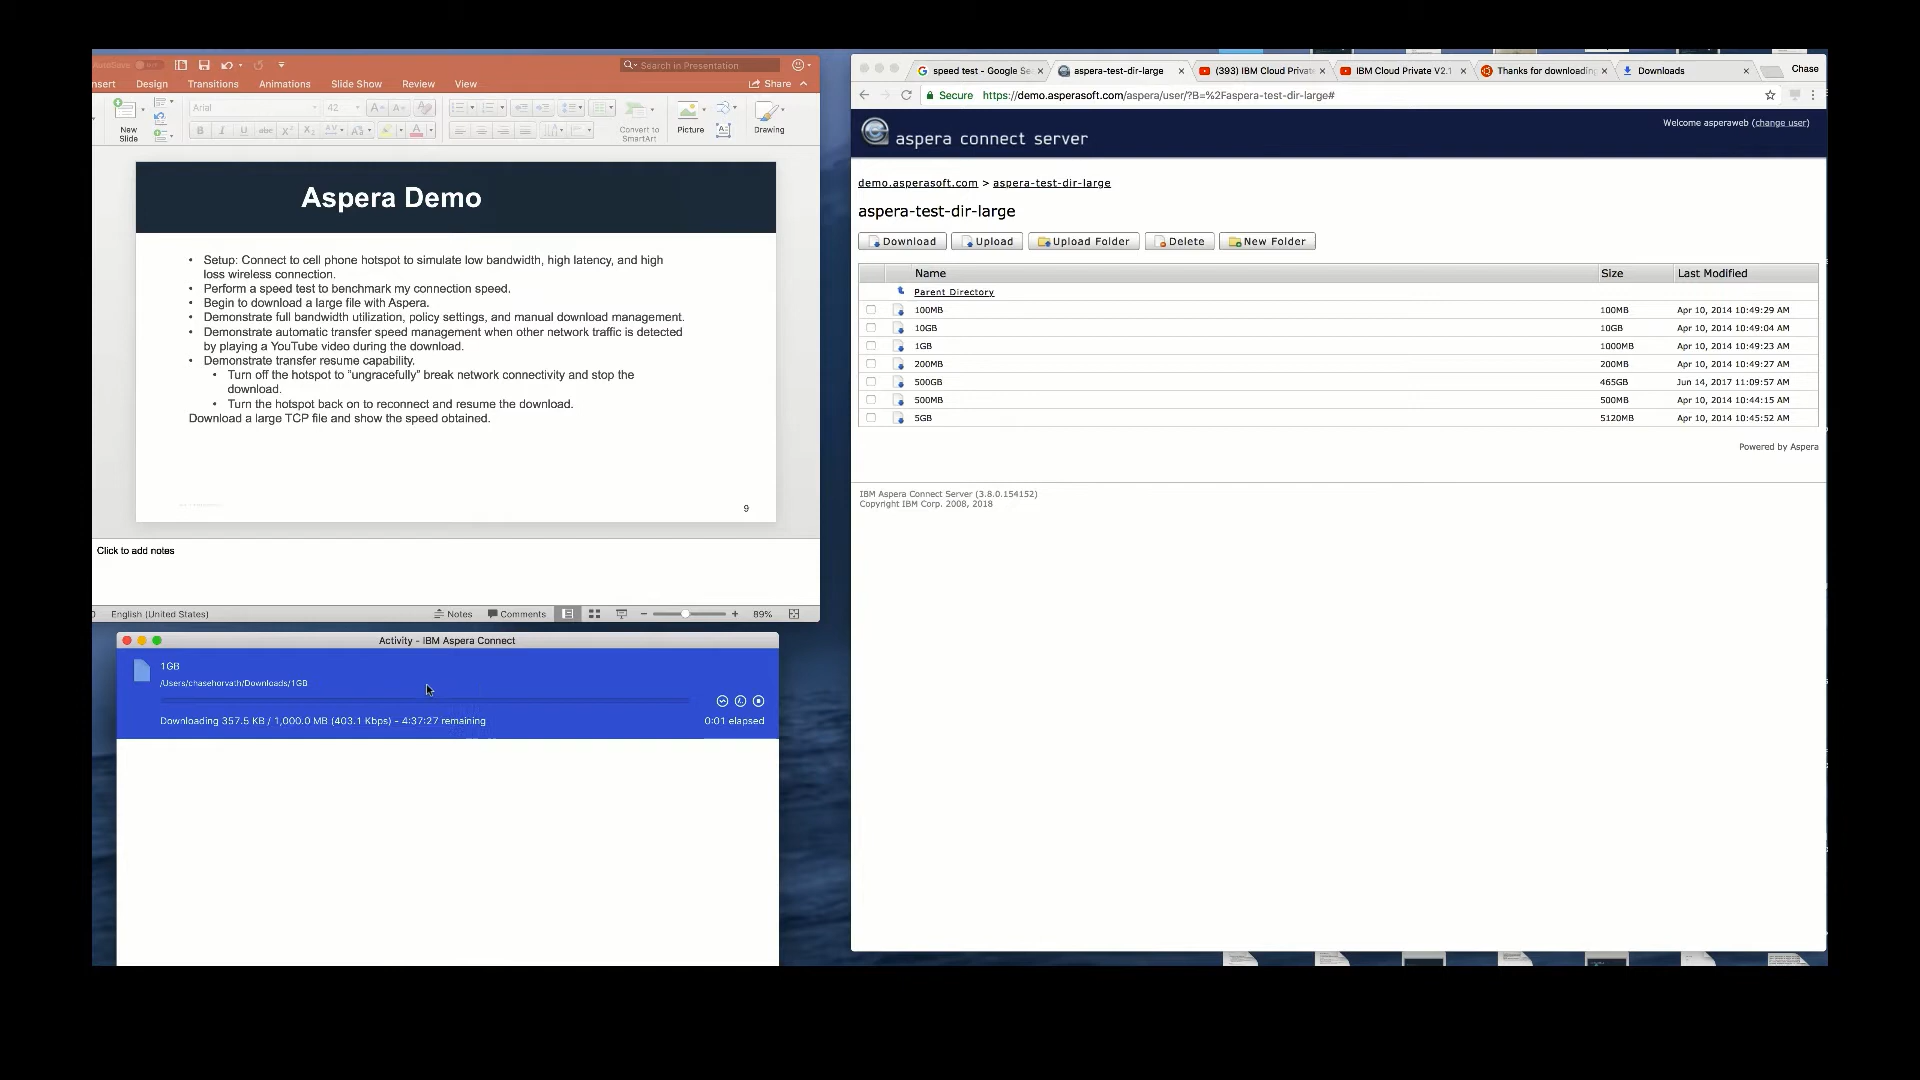 AutoSave
Search in Presentation
nsert Design Transitions Animations Slide Show Review View Share
New
Slide
Arial 42
Convert to
SmartArt
Picture
Drawing
Aspera Demo
• Setup: Connect to cell phone hotspot to simulate low bandwidth, high latency, and high
loss wireless connection.
• Perform a speed test to benchmark my connection speed.
• Begin to download a large file with Aspera.
• Demonstrate full bandwidth utilization, policy settings, and manual download management.
• Demonstrate automatic transfer speed management when other network traffic is detected
by playing a YouTube video during the download.
• Demonstrate transfer resume capability.
• Turn off the hotspot to "ungracefully" break network connectivity and stop the
download.
• Turn the hotspot back on to reconnect and resume the download.
Download a large TCP file and show the speed obtained.
9
Click to add notes
English (United States) Notes Comments 89%
Activity - IBM Aspera Connect
1GB
/Users/chasehorvath/Downloads/1GB
Downloading 357.5 KB / 1,000.0 MB (403.1 Kbps) - 4:37:27 remaining 0:01 elapsed
speed test - Google Se aspera-test-dir-large (393) IBM Cloud Private IBM Cloud Private V2.1 Thanks for downloading Downloads Chase
Secure https://demo.asperasoft.com/aspera/user/?B=%2Faspera-test-dir-large#
aspera connect server
Welcome asperaweb (change user)
demo.asperasoft.com > aspera-test-dir-large
aspera-test-dir-large
Download Upload Upload Folder Delete New Folder
Name Size Last Modified
Parent Directory
100MB 100MB Apr 10, 2014 10:49:29 AM
10GB 10GB Apr 10, 2014 10:49:04 AM
1GB 1000MB Apr 10, 2014 10:49:23 AM
200MB 200MB Apr 10, 2014 10:49:27 AM
500GB 465GB Jun 14, 2017 11:09:57 AM
500MB 500MB Apr 10, 2014 10:44:15 AM
5GB 5120MB Apr 10, 2014 10:45:52 AM
Powered by Aspera
IBM Aspera Connect Server (3.8.0.154152)
Copyright IBM Corp. 2008, 2018